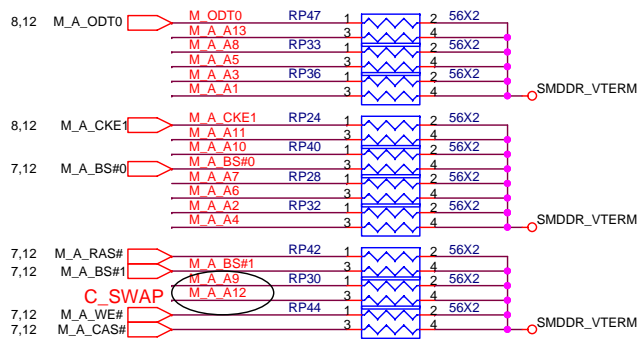 8,12 M_A_ODT0 M_ODT0 RP47 1 2 56X2
M_A_A13 3 4
M_A_A8 RP33 1 2 56X2
M_A_A5 3 4
M_A_A3 RP36 1 2 56X2
M_A_A1 3 4 SMDDR_VTERM
8,12 M_A_CKE1 M_A_CKE1 RP24 1 2 56X2
M_A_A11 3 4
M_A_A10 RP40 1 2 56X2
7,12 M_A_BS#0 M_A_BS#0 3 4
M_A_A7 RP28 1 2 56X2
M_A_A6 3 4
M_A_A2 RP32 1 2 56X2
M_A_A4 3 4 SMDDR_VTERM
7,12 M_A_RAS# RP42 1 2 56X2
7,12 M_A_BS#1 M_A_BS#1 3 4
M_A_A9 RP30 1 2 56X2
C_SWAP M_A_A12 3 4
7,12 M_A_WE# RP44 1 2 56X2
7,12 M_A_CAS# 3 4 SMDDR_VTERM